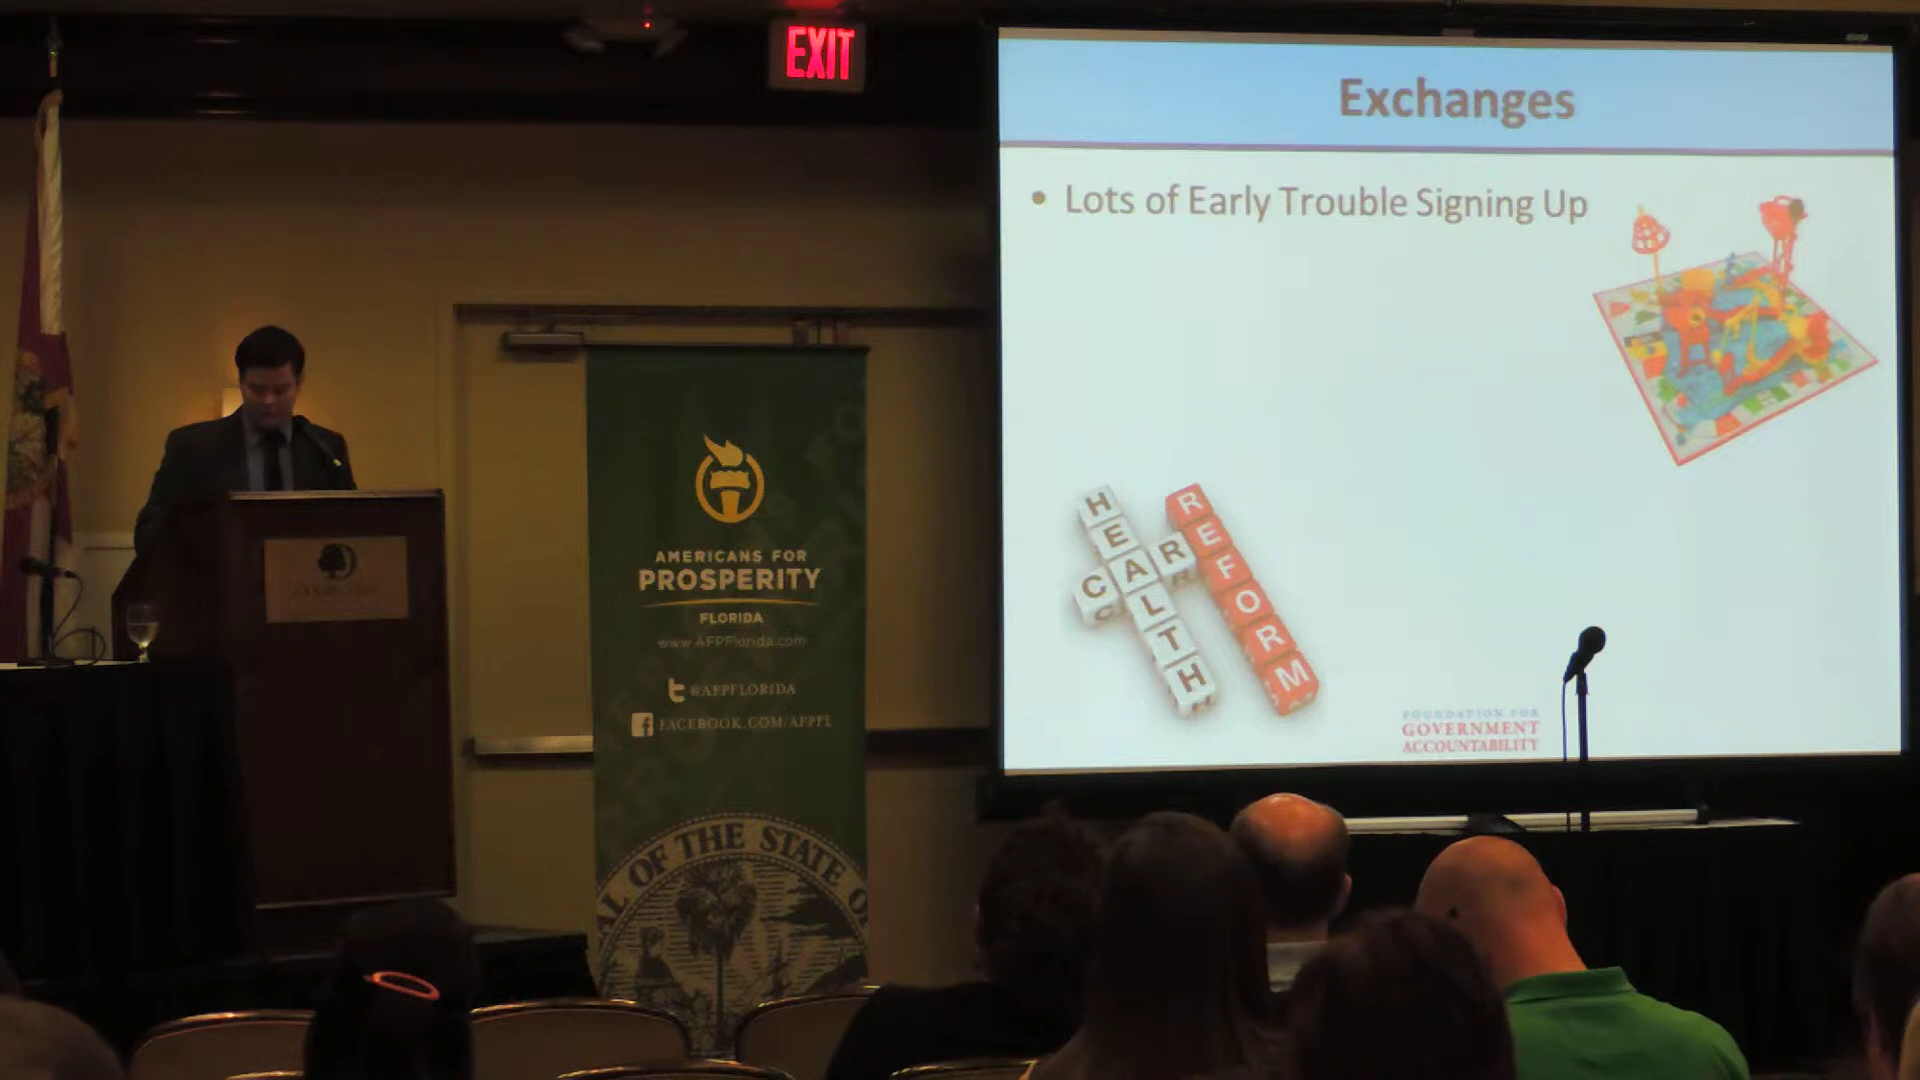 EXIT
Exchanges
• Lots of Early Trouble Signing Up
HEALTH
CARE
REFORM
FOUNDATION FOR
GOVERNMENT
ACCOUNTABILITY
AMERICANS FOR
PROSPERITY
FLORIDA
www.AFPFlorida.com
@AFPFLORIDA
FACEBOOK.COM/AFPFL
AL OF THE STATE O